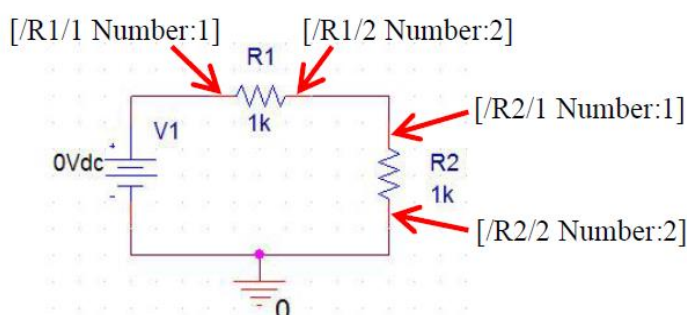 [/R1/1 Number:1] [/R1/2 Number:2]
R1
1k
[/R2/1 Number:1]
V1
+
0Vdc
-
R2
1k
[/R2/2 Number:2]
0